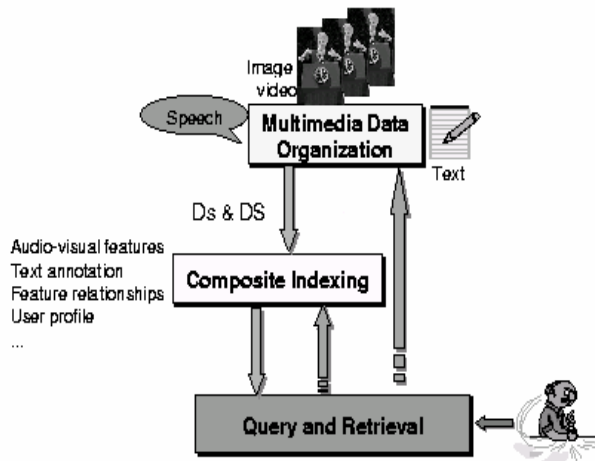 Image
video
Speech
Multimedia Data
Organization
Text
Ds & DS
Audio-visual features
Text annotation
Feature relationships
User profile
...
Composite Indexing
Query and Retrieval